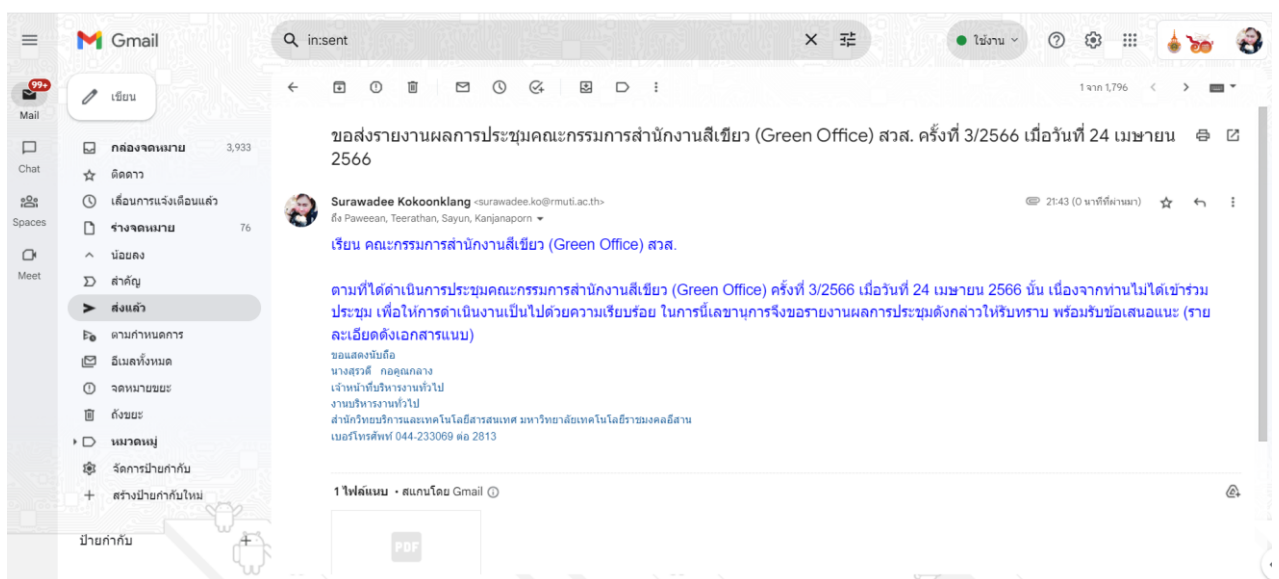 Gmail
in:sent
ใช้งาน
99+
Mail
Chat
Spaces
Meet
เขียน
กล่องจดหมาย 3,933
ติดดาว
เลื่อนการแจ้งเตือนแล้ว
ร่างจดหมาย 76
น้อยลง
สำคัญ
ส่งแล้ว
ตามกำหนดการ
อีเมลทั้งหมด
จดหมายขยะ
ถังขยะ
หมวดหมู่
จัดการป้ายกำกับ
สร้างป้ายกำกับใหม่
ป้ายกำกับ
1 จาก 1,796
ขอส่งรายงานผลการประชุมคณะกรรมการสำนักงานสีเขียว (Green Office) สวส. ครั้งที่ 3/2566 เมื่อวันที่ 24 เมษายน
2566
Surawadee Kokoonklang <surawadee.ko@rmuti.ac.th>
21:43 (0 นาทีที่ผ่านมา)
ถึง Paweean, Teerathan, Sayun, Kanjanaporn
เรียน คณะกรรมการสำนักงานสีเขียว (Green Office) สวส.
ตามที่ได้ดำเนินการประชุมคณะกรรมการสำนักงานสีเขียว (Green Office) ครั้งที่ 3/2566 เมื่อวันที่ 24 เมษายน 2566 นั้น เนื่องจากท่านไม่ได้เข้าร่วม
ประชุม เพื่อให้การดำเนินงานเป็นไปด้วยความเรียบร้อย ในการนี้เลขานุการจึงขอรายงานผลการประชุมดังกล่าวให้รับทราบ พร้อมรับข้อเสนอแนะ (ราย
ละเอียดดังเอกสารแนบ)
ขอแสดงนับถือ
นางสุรวดี กอคูณกลาง
เจ้าหน้าที่บริหารงานทั่วไป
งานบริหารงานทั่วไป
สำนักวิทยบริการและเทคโนโลยีสารสนเทศ มหาวิทยาลัยเทคโนโลยีราชมงคลอีสาน
เบอร์โทรศัพท์ 044-233069 ต่อ 2813
1 ไฟล์แนบ • สแกนโดย Gmail
PDF